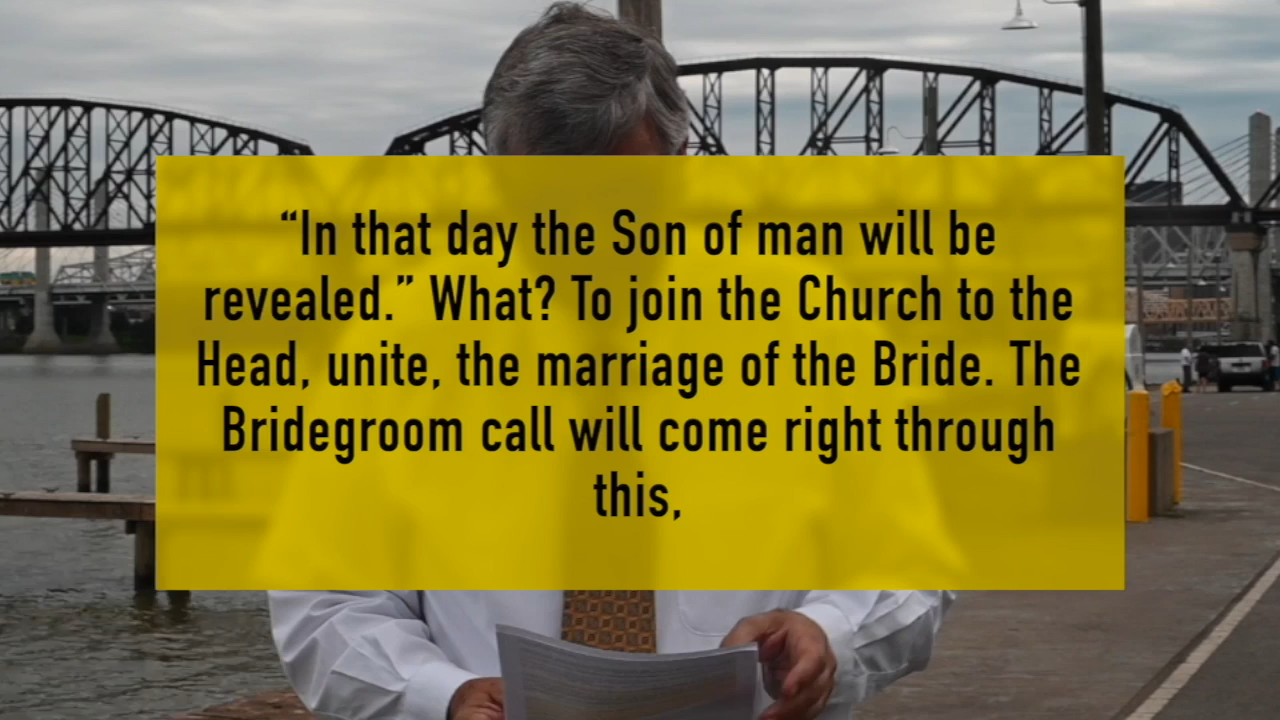 “In that day the Son of man will be
revealed.” What? To join the Church to the
Head, unite, the marriage of the Bride. The
Bridegroom call will come right through
this,